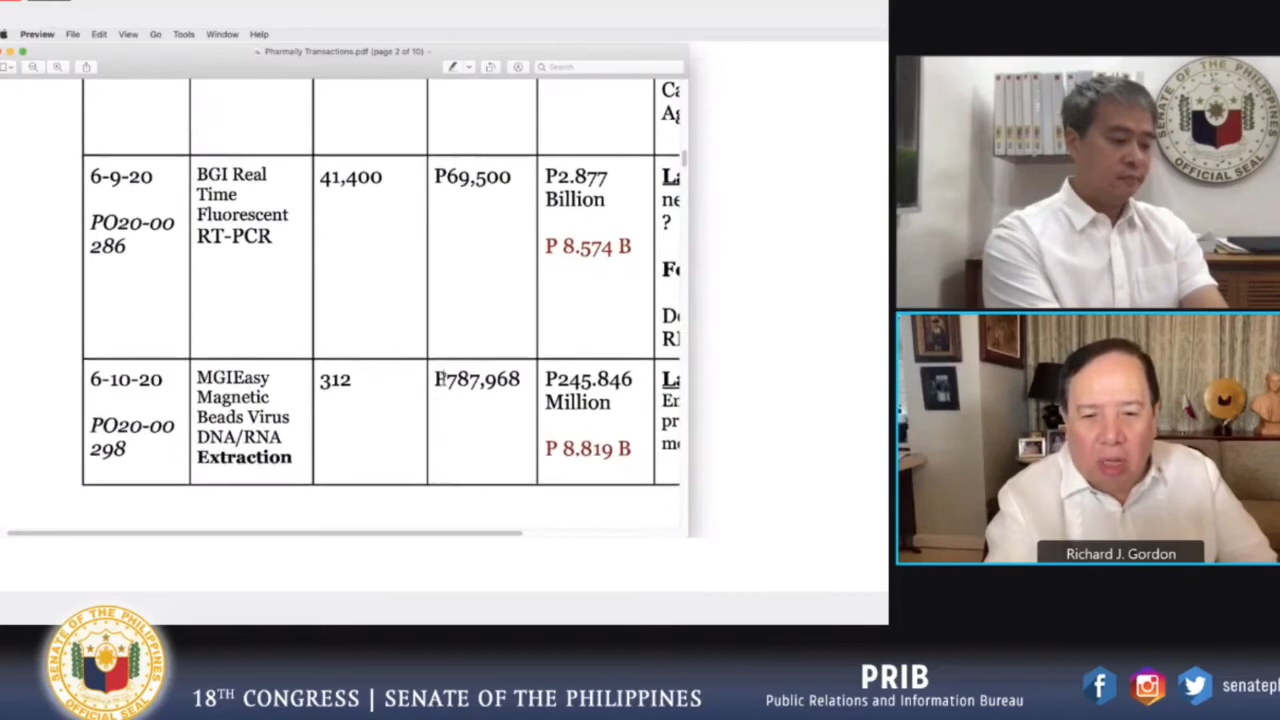 Preview File Edit View Go Tools Window Help
Pharmally Transactions.pdf (page 2 of 10)
Search
6-9-20
PO20-00
286
BGI Real
Time
Fluorescent
RT-PCR
41,400
P69,500
P2.877
Billion
P 8.574 B
?
6-10-20
PO20-00
298
MGIEasy
Magnetic
Beads Virus
DNA/RNA
Extraction
312
P787,968
P245.846
Million
P 8.819 B
OFFICIAL SEAL
Richard J. Gordon
SENATE OF THE PHILIPPINES
OFFICIAL SEAL
18TH CONGRESS | SENATE OF THE PHILIPPINES
PRIB
Public Relations and Information Bureau
senateph